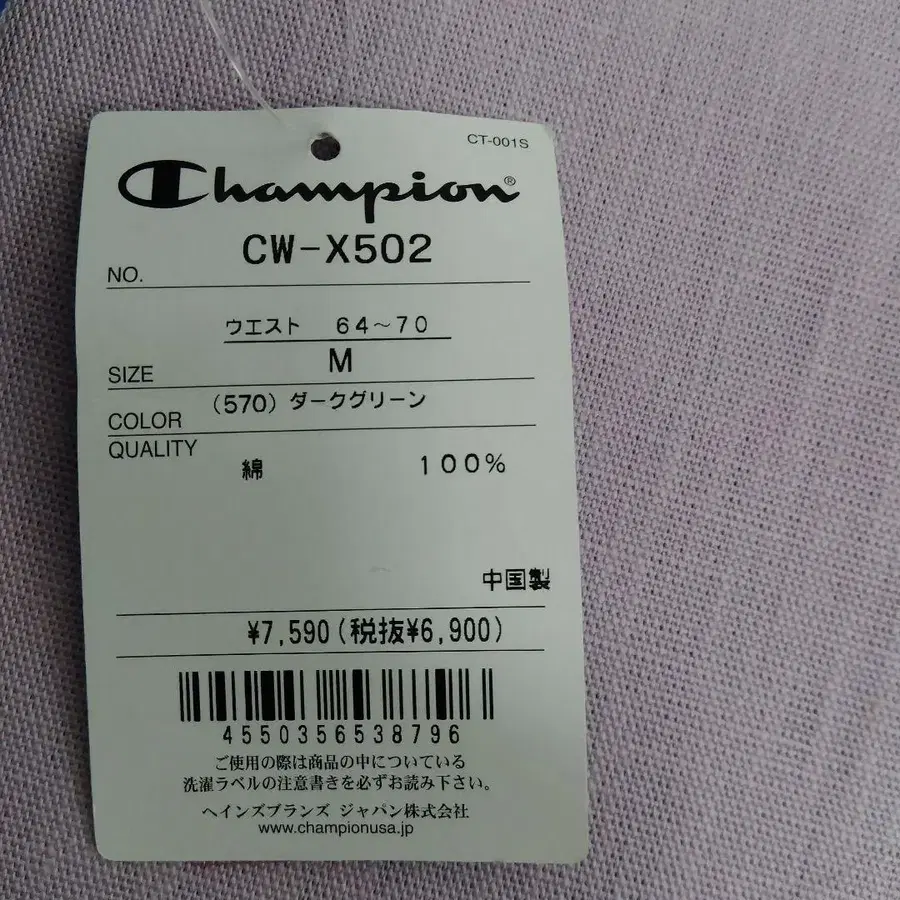 CT-001S
Champion®
NO. CW-X502
ウエスト 64～70
SIZE M
COLOR (570) ダークグリーン
QUALITY
綿 100%
中国製
¥7,590(税抜¥6,900)
4550356538796
ご使用の際は商品の中についている
洗濯ラベルの注意書きを必ずお読み下さい。
ヘインズブランズ ジャパン株式会社
www.championusa.jp